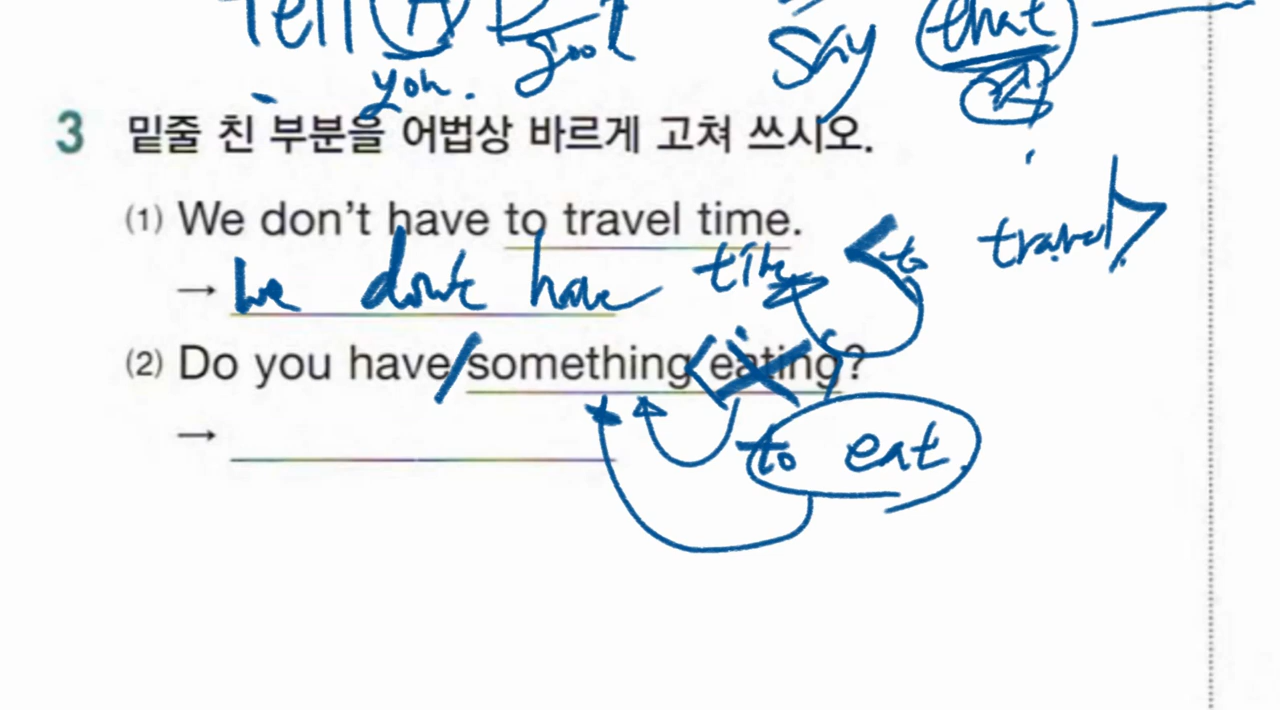 Tell A
good
you.
say that
3 밑줄 친 부분을 어법상 바르게 고쳐 쓰시오.
(1) We don't have to travel time.
→ We don't have time <to travel>
(2) Do you have/something <eating?
→
to eat